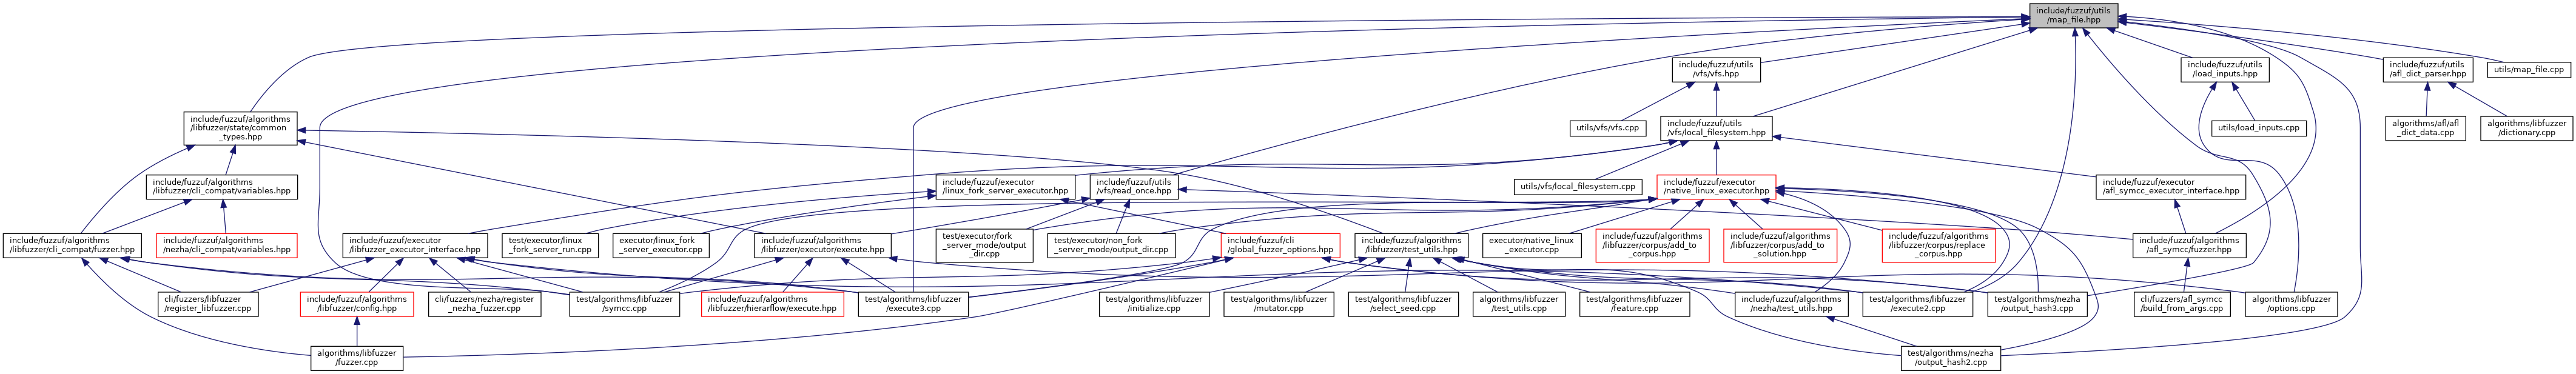 include/fuzzuf/utils
/map_file.hpp
include/fuzzuf/utils
/vfs/vfs.hpp
include/fuzzuf/utils
/load_inputs.hpp
include/fuzzuf/utils
/afl_dict_parser.hpp
utils/map_file.cpp
include/fuzzuf/algorithms
/libfuzzer/state/common
_types.hpp
utils/vfs/vfs.cpp
include/fuzzuf/utils
/vfs/local_filesystem.hpp
utils/load_inputs.cpp
algorithms/afl/afl
_dict_data.cpp
algorithms/libfuzzer
/dictionary.cpp
include/fuzzuf/algorithms
/libfuzzer/cli_compat/variables.hpp
include/fuzzuf/executor
/linux_fork_server_executor.hpp
include/fuzzuf/utils
/vfs/read_once.hpp
utils/vfs/local_filesystem.cpp
include/fuzzuf/executor
/native_linux_executor.hpp
include/fuzzuf/executor
/afl_symcc_executor_interface.hpp
include/fuzzuf/algorithms
/libfuzzer/cli_compat/fuzzer.hpp
include/fuzzuf/algorithms
/nezha/cli_compat/variables.hpp
include/fuzzuf/executor
/libfuzzer_executor_interface.hpp
test/executor/linux
_fork_server_run.cpp
executor/linux_fork
_server_executor.cpp
include/fuzzuf/algorithms
/libfuzzer/executor/execute.hpp
test/executor/fork
_server_mode/output
_dir.cpp
test/executor/non_fork
_server_mode/output_dir.cpp
include/fuzzuf/cli
/global_fuzzer_options.hpp
include/fuzzuf/algorithms
/libfuzzer/test_utils.hpp
executor/native_linux
_executor.cpp
include/fuzzuf/algorithms
/libfuzzer/corpus/add_to
_corpus.hpp
include/fuzzuf/algorithms
/libfuzzer/corpus/add_to
_solution.hpp
include/fuzzuf/algorithms
/libfuzzer/corpus/replace
_corpus.hpp
include/fuzzuf/algorithms
/afl_symcc/fuzzer.hpp
cli/fuzzers/libfuzzer
/register_libfuzzer.cpp
include/fuzzuf/algorithms
/libfuzzer/config.hpp
cli/fuzzers/nezha/register
_nezha_fuzzer.cpp
test/algorithms/libfuzzer
/symcc.cpp
include/fuzzuf/algorithms
/libfuzzer/hierarflow/execute.hpp
test/algorithms/libfuzzer
/execute3.cpp
test/algorithms/libfuzzer
/initialize.cpp
test/algorithms/libfuzzer
/mutator.cpp
test/algorithms/libfuzzer
/select_seed.cpp
algorithms/libfuzzer
/test_utils.cpp
test/algorithms/libfuzzer
/feature.cpp
include/fuzzuf/algorithms
/nezha/test_utils.hpp
test/algorithms/libfuzzer
/execute2.cpp
test/algorithms/nezha
/output_hash3.cpp
cli/fuzzers/afl_symcc
/build_from_args.cpp
algorithms/libfuzzer
/options.cpp
algorithms/libfuzzer
/fuzzer.cpp
test/algorithms/nezha
/output_hash2.cpp